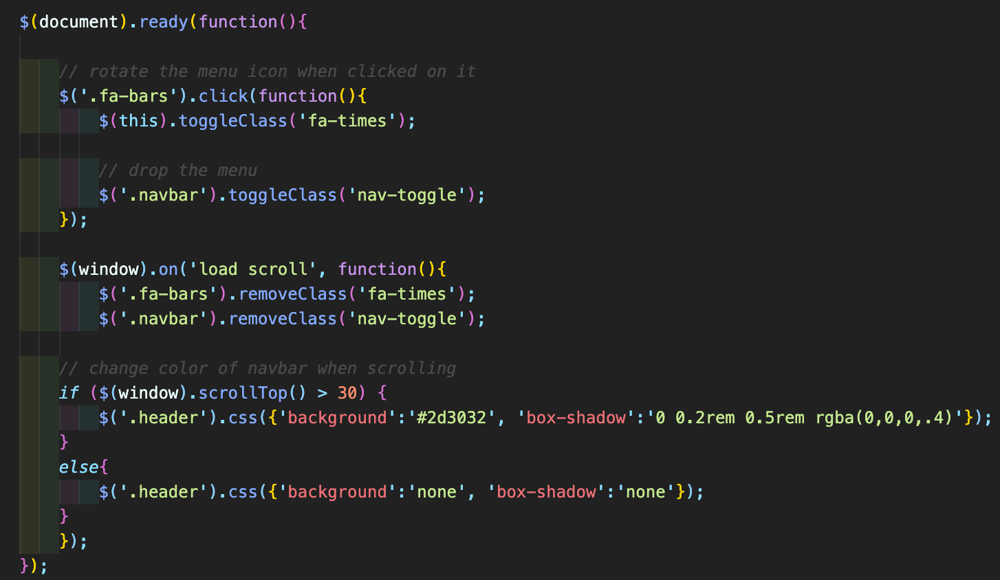 $(document).ready(function(){
// rotate the menu icon when clicked on it
$('.fa-bars').click(function(){
$(this).toggleClass('fa-times');
// drop the menu
$('.navbar').toggleClass('nav-toggle');
});
$(window).on('load scroll', function(){
$('.fa-bars').removeClass('fa-times');
$('.navbar').removeClass('nav-toggle');
// change color of navbar when scrolling
if ($(window).scrollTop() > 30) {
$('.header').css({'background':'#2d3032', 'box-shadow':'0 0.2rem 0.5rem rgba(0,0,0,.4)'});
}
else{
$('.header').css({'background':'none', 'box-shadow':'none'});
}
});
});